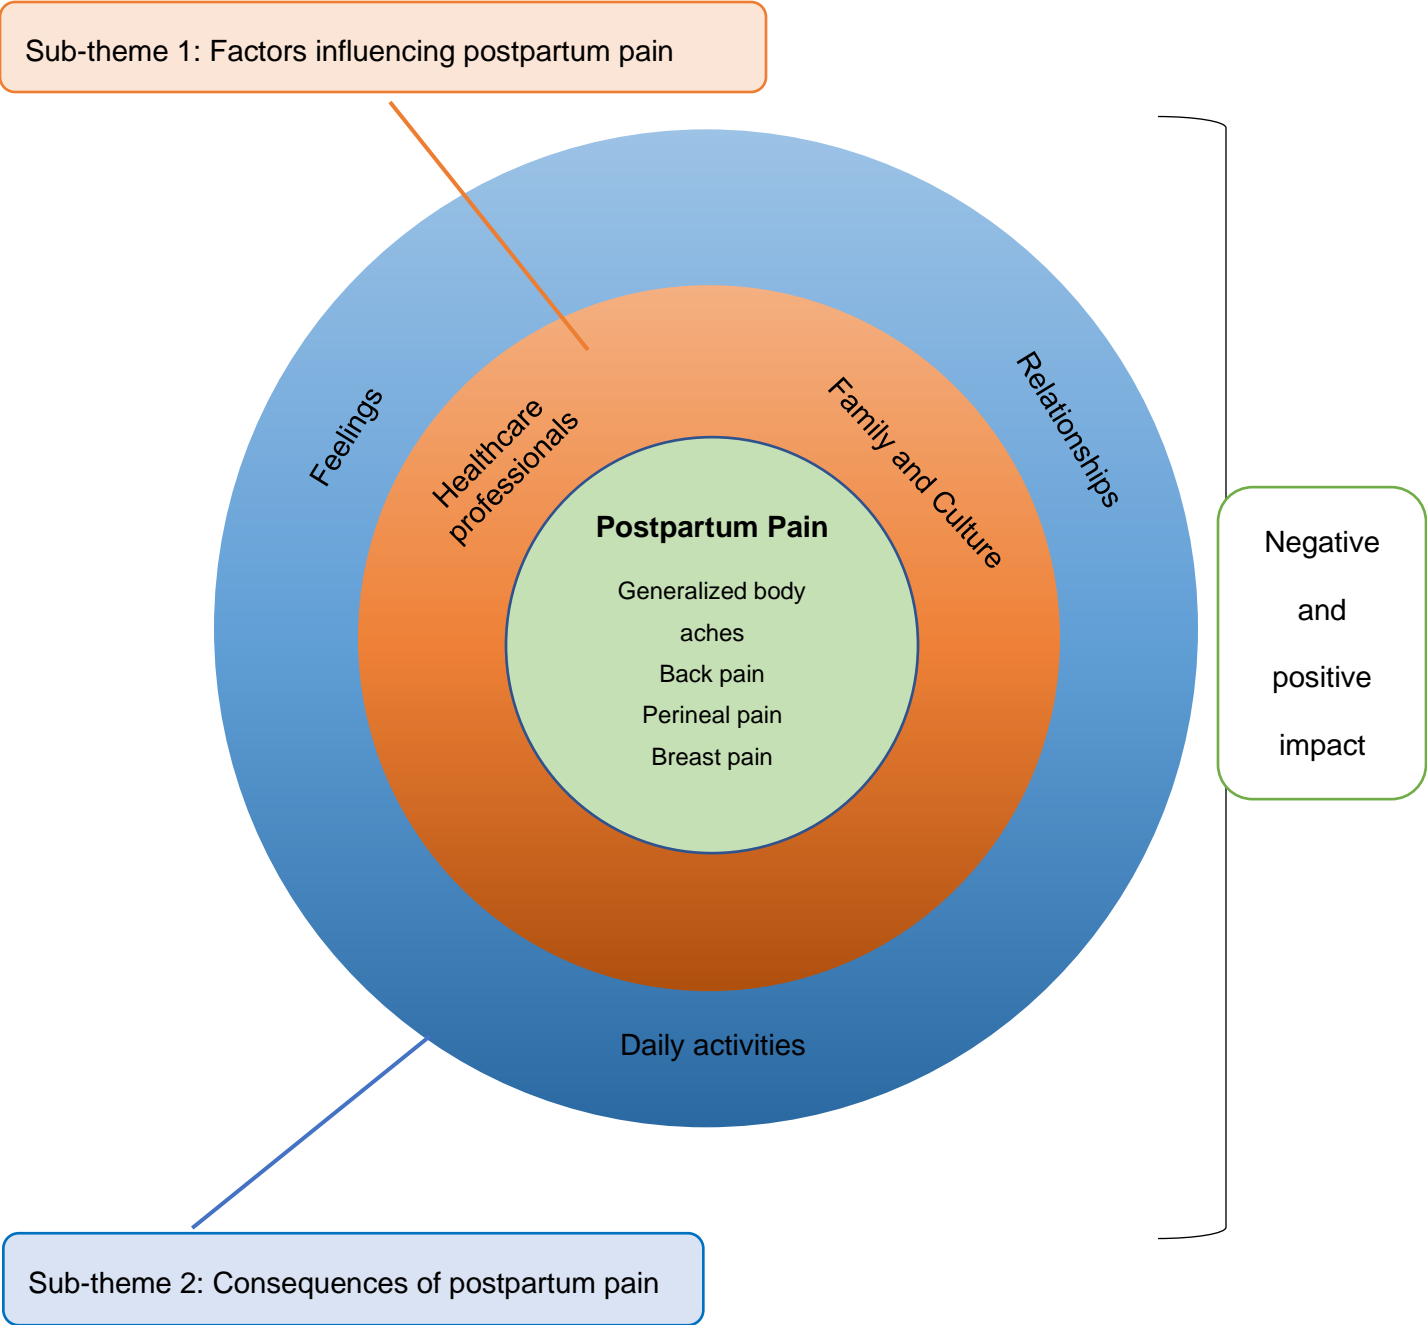 Sub-theme 1: Factors influencing postpartum pain
Feelings
Healthcare
professionals
Family and Culture
Relationships
Postpartum Pain
Generalized body
aches
Back pain
Perineal pain
Breast pain
Negative
and
positive
impact
Daily activities
Sub-theme 2: Consequences of postpartum pain